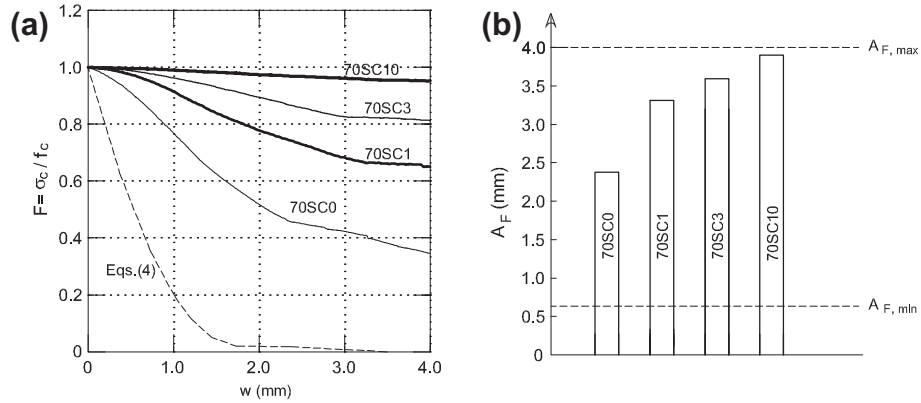 (a)
1.2
1.0
0.8
0.6
0.4
0.2
0
F= σc / fc
70SC10
70SC3
70SC1
70SC0
Eqs.(4)
0 1.0 2.0 3.0 4.0
w (mm)
(b)
4.0
3.5
3.0
2.5
2.0
1.5
1.0
0.5
0
AF (mm)
AF, max
AF, mIn
70SC0
70SC1
70SC3
70SC10